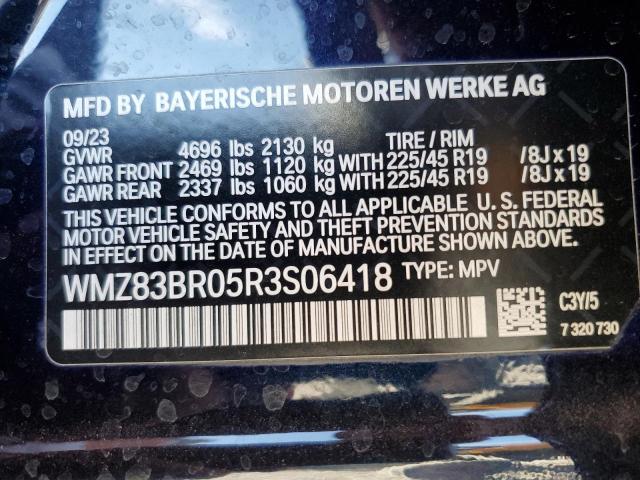 MFD BY BAYERISCHE MOTOREN WERKE AG
09/23 TIRE / RIM
GVWR 4696 lbs 2130 kg
GAWR FRONT 2469 lbs 1120 kg WITH 225/45 R19 /8J x 19
GAWR REAR 2337 lbs 1060 kg WITH 225/45 R19 /8J x 19
THIS VEHICLE CONFORMS TO ALL APPLICABLE U. S. FEDERAL
MOTOR VEHICLE SAFETY AND THEFT PREVENTION STANDARDS
IN EFFECT ON THE DATE OF MANUFACTURE SHOWN ABOVE.
WMZ83BR05R3S06418 TYPE: MPV
C3Y/5
7 320 730